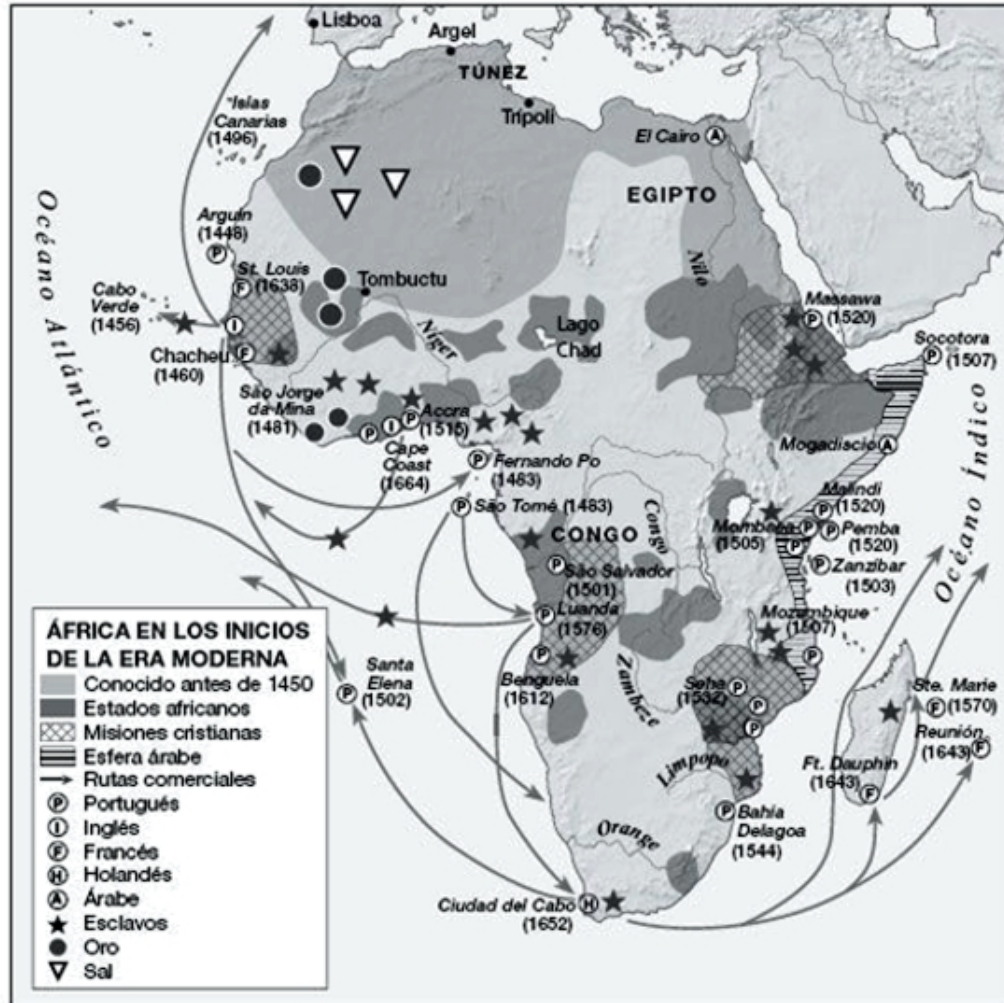 Lisboa
Argel
TÚNEZ
Trípoli
Islas
Canarias
(1496)
El Cairo
A
EGIPTO
Océano Atlántico
Arguín
(1448)
P
St. Louis
F
(1638)
Tombuctu
Nilo
Cabo
Verde
(1456)
I
Massawa
P
(1520)
Socotora
P
(1507)
Níger
Lago
Chad
Chacheu
F
(1460)
São Jorge
da Mina
(1481)
P
I
P
Accra
(1515)
Cape
Coast
(1664)
Mogadiscio
A
P
Fernando Po
(1483)
P
São Tomé (1483)
Océano Índico
Malindi
P
(1520)
Congo
CONGO
Mombasa
(1505)
P
P
Pemba
(1520)
P
P
Zanzíbar
(1503)
P
São Salvador
(1501)
P
Luanda
(1576)
Mozambique
(1507)
P
P
Benguela
(1612)
Zambeze
P
(1532)
P
P
Santa
Elena
(1502)
P
Ste. Marie
F
(1570)
Reunión
(1643)
F
Ft. Dauphin
(1643)
F
Limpopo
P
Bahía
Delagoa
(1544)
Orange
Ciudad del Cabo
H
(1652)
ÁFRICA EN LOS INICIOS
DE LA ERA MODERNA
Conocido antes de 1450
Estados africanos
Misiones cristianas
Esfera árabe
Rutas comerciales
P Portugués
I Inglés
F Francés
H Holandés
A Árabe
Esclavos
Oro
Sal